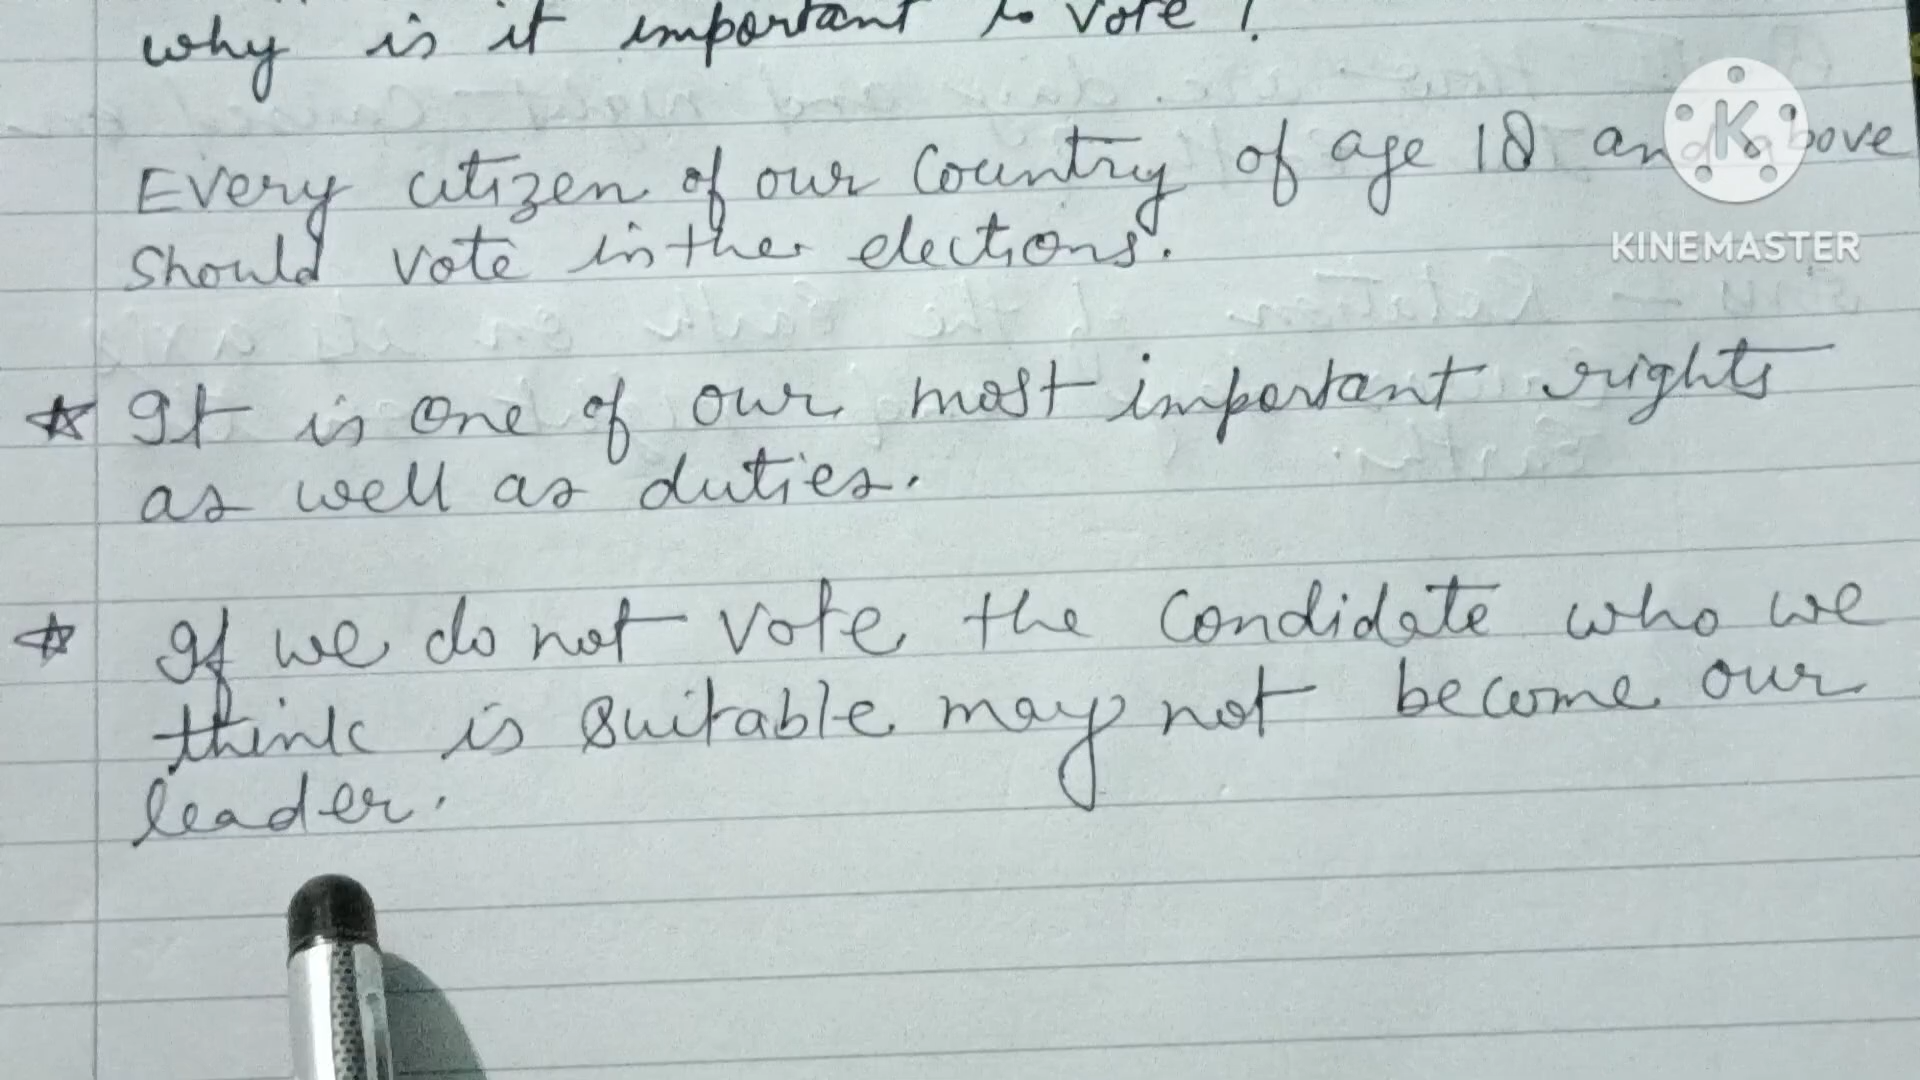 why is it important to vote ?
Every citizen of our Country of age 18 and above
Should vote in ther elections.
☆ It is one of our most important rights
as well as duties.
☆ If we do not vote the Candidate who we
think is suitable may not become our
leader.
KINEMASTER